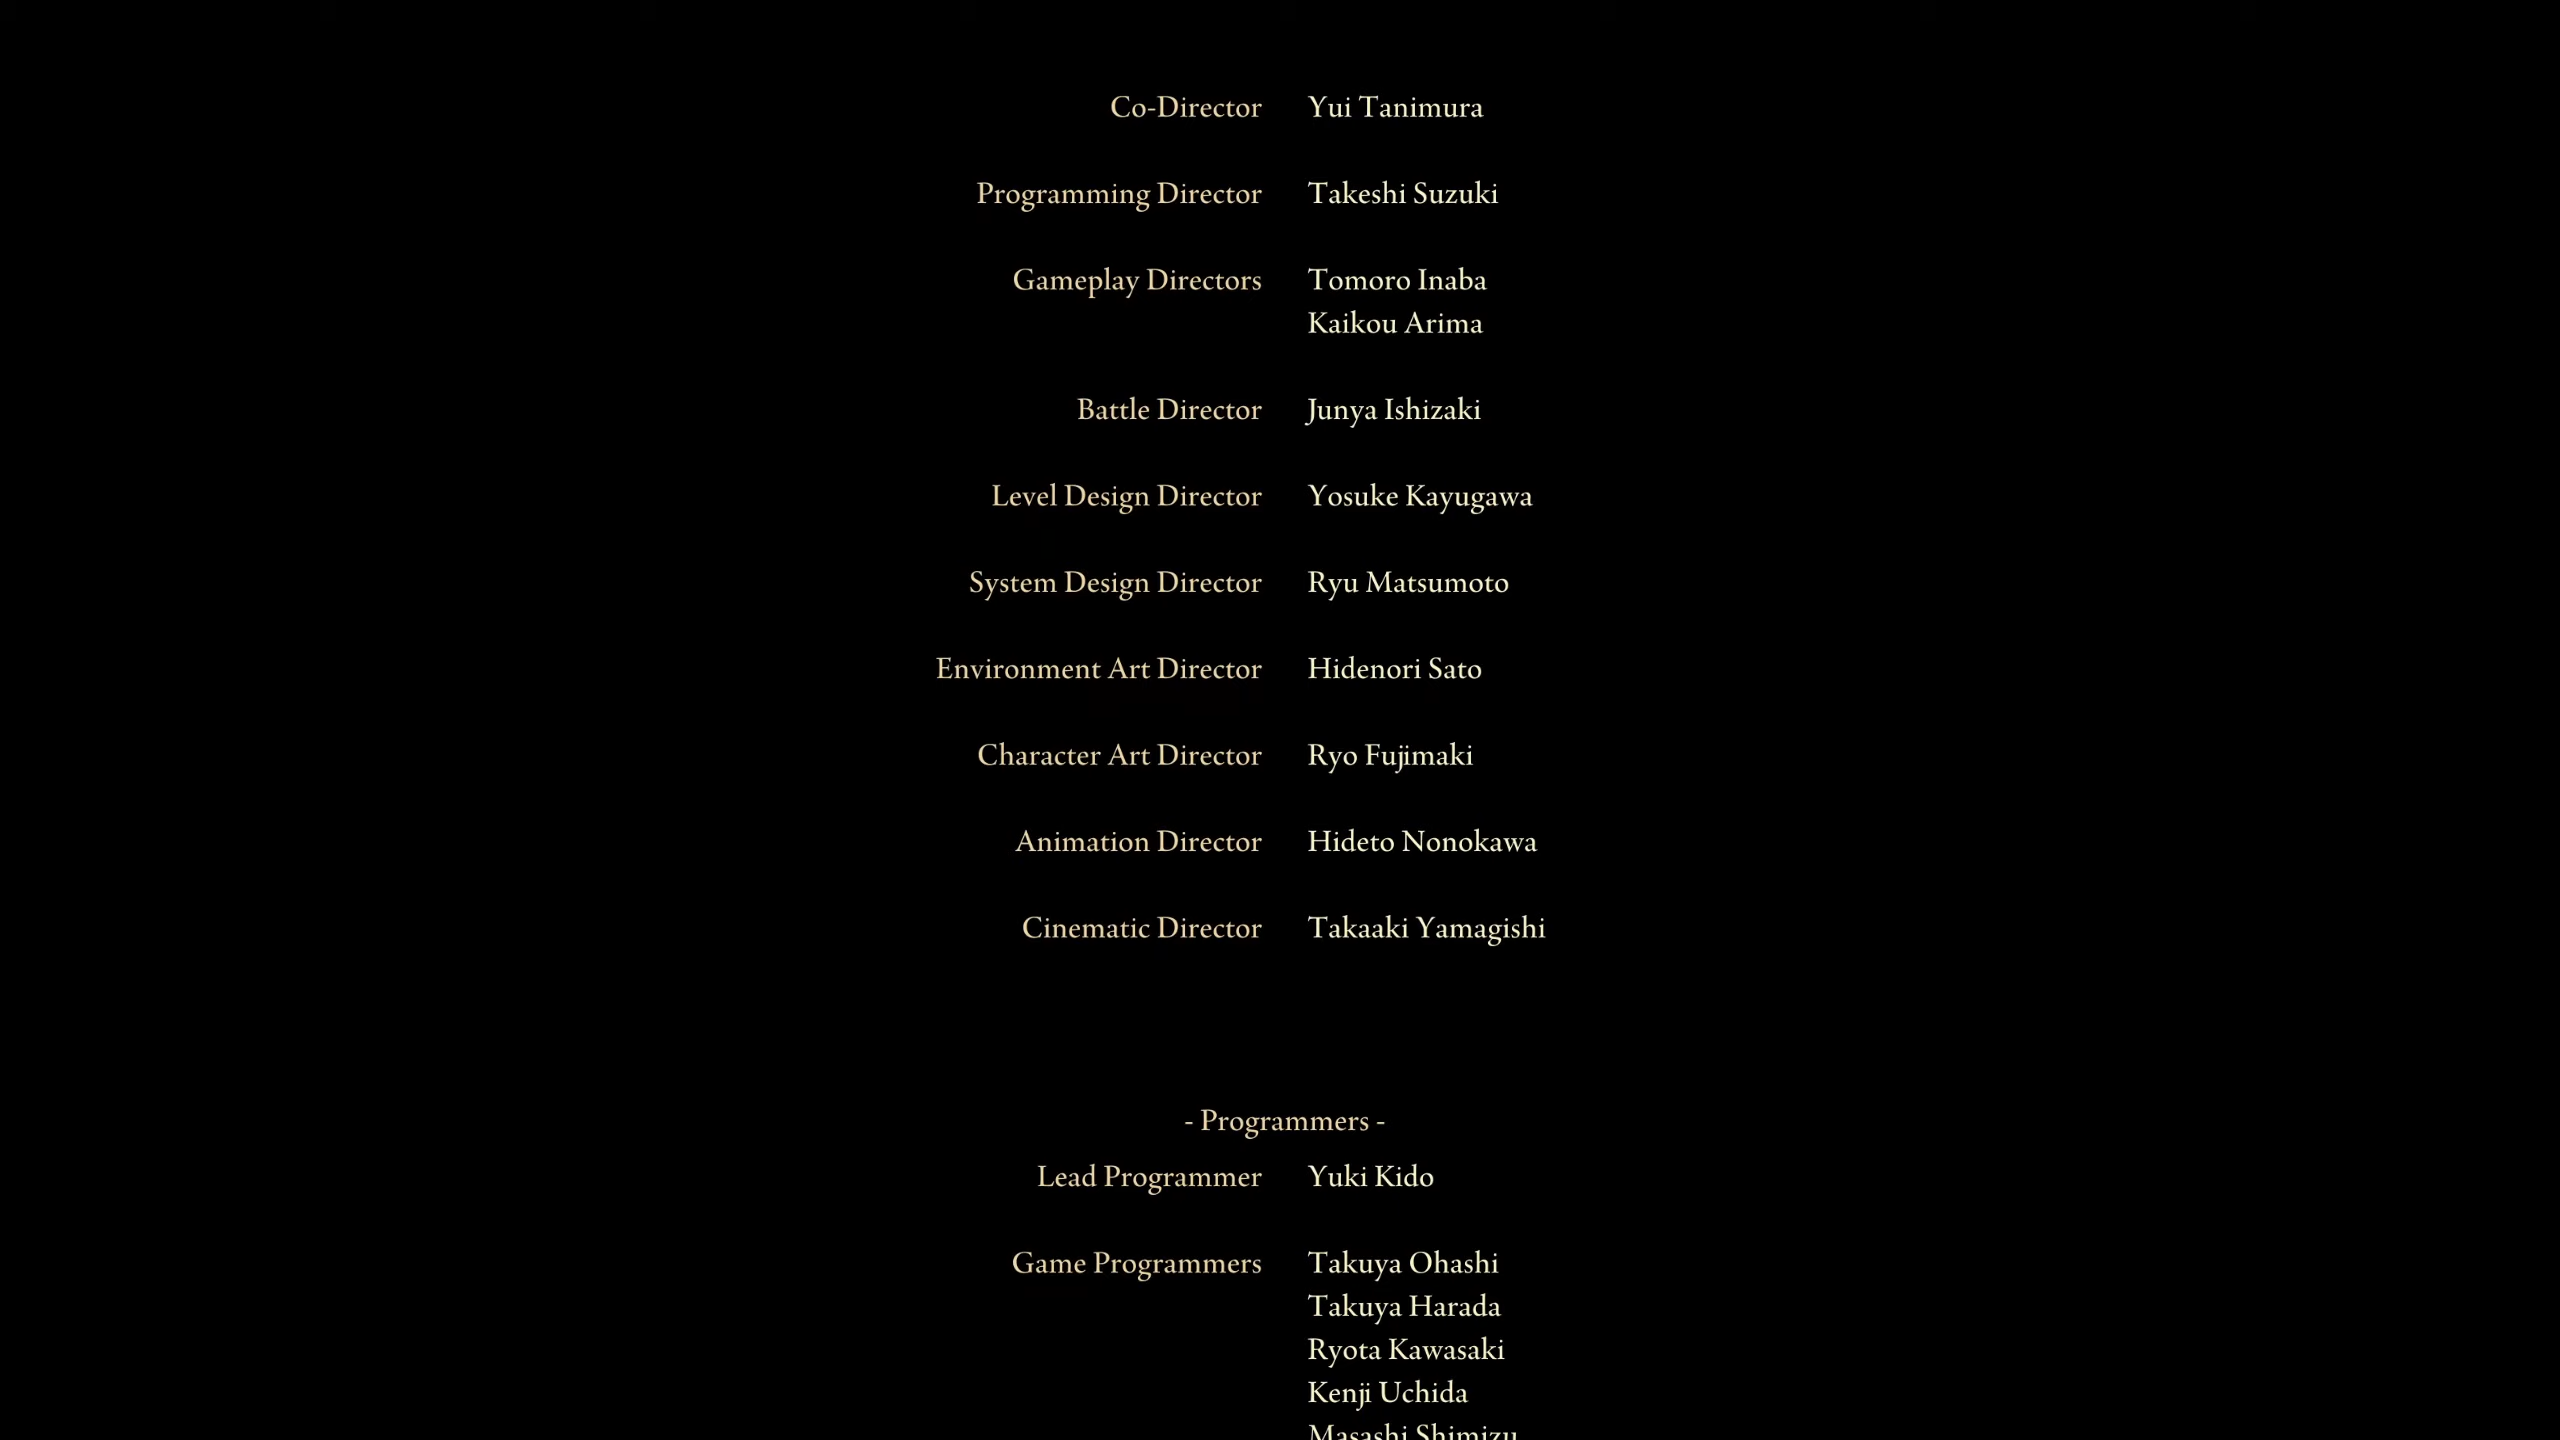 Co-Director Yui Tanimura
Programming Director Takeshi Suzuki
Gameplay Directors Tomoro Inaba
Kaikou Arima
Battle Director Junya Ishizaki
Level Design Director Yosuke Kayugawa
System Design Director Ryu Matsumoto
Environment Art Director Hidenori Sato
Character Art Director Ryo Fujimaki
Animation Director Hideto Nonokawa
Cinematic Director Takaaki Yamagishi
- Programmers -
Lead Programmer Yuki Kido
Game Programmers Takuya Ohashi
Takuya Harada
Ryota Kawasaki
Kenji Uchida
Masashi Shimizu